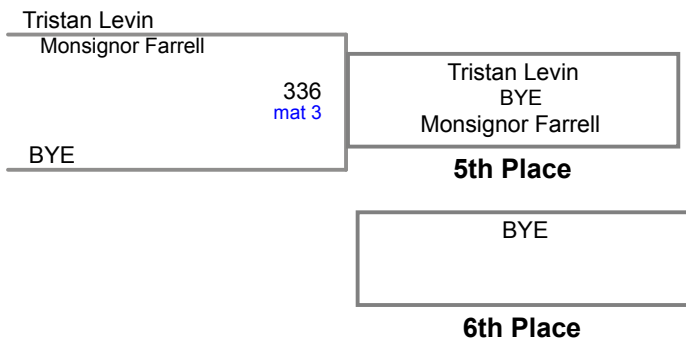 Tristan Levin
Monsignor Farrell
336
mat 3
BYE
Tristan Levin
BYE
Monsignor Farrell
5th Place
BYE
6th Place